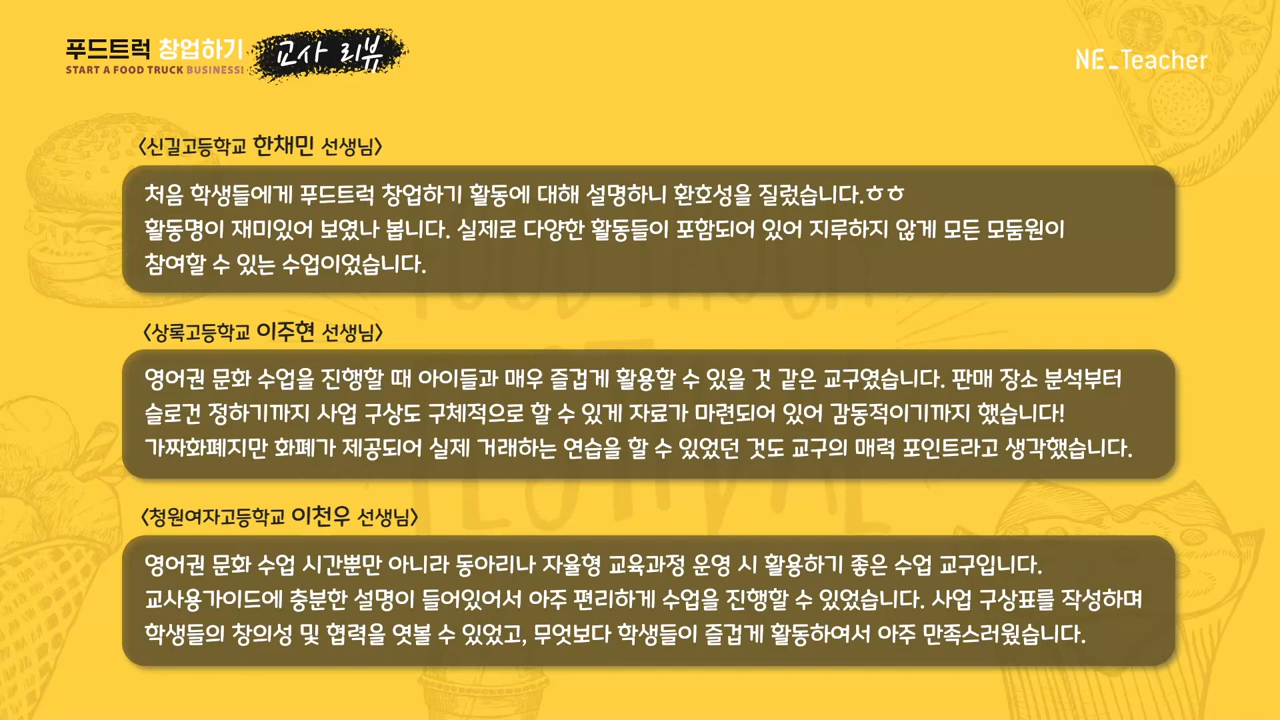 푸드트럭 창업하기 교사 리뷰
START A FOOD TRUCK BUSINESS!
NE_Teacher
<신길고등학교 한채민 선생님>
처음 학생들에게 푸드트럭 창업하기 활동에 대해 설명하니 환호성을 질렀습니다.ㅎㅎ
활동명이 재미있어 보였나 봅니다. 실제로 다양한 활동들이 포함되어 있어 지루하지 않게 모든 모둠원이
참여할 수 있는 수업이었습니다.
<상록고등학교 이주현 선생님>
영어권 문화 수업을 진행할 때 아이들과 매우 즐겁게 활용할 수 있을 것 같은 교구였습니다. 판매 장소 분석부터
슬로건 정하기까지 사업 구상도 구체적으로 할 수 있게 자료가 마련되어 있어 감동적이기까지 했습니다!
가짜화폐지만 화폐가 제공되어 실제 거래하는 연습을 할 수 있었던 것도 교구의 매력 포인트라고 생각했습니다.
<청원여자고등학교 이천우 선생님>
영어권 문화 수업 시간뿐만 아니라 동아리나 자율형 교육과정 운영 시 활용하기 좋은 수업 교구입니다.
교사용가이드에 충분한 설명이 들어있어서 아주 편리하게 수업을 진행할 수 있었습니다. 사업 구상표를 작성하며
학생들의 창의성 및 협력을 엿볼 수 있었고, 무엇보다 학생들이 즐겁게 활동하여서 아주 만족스러웠습니다.